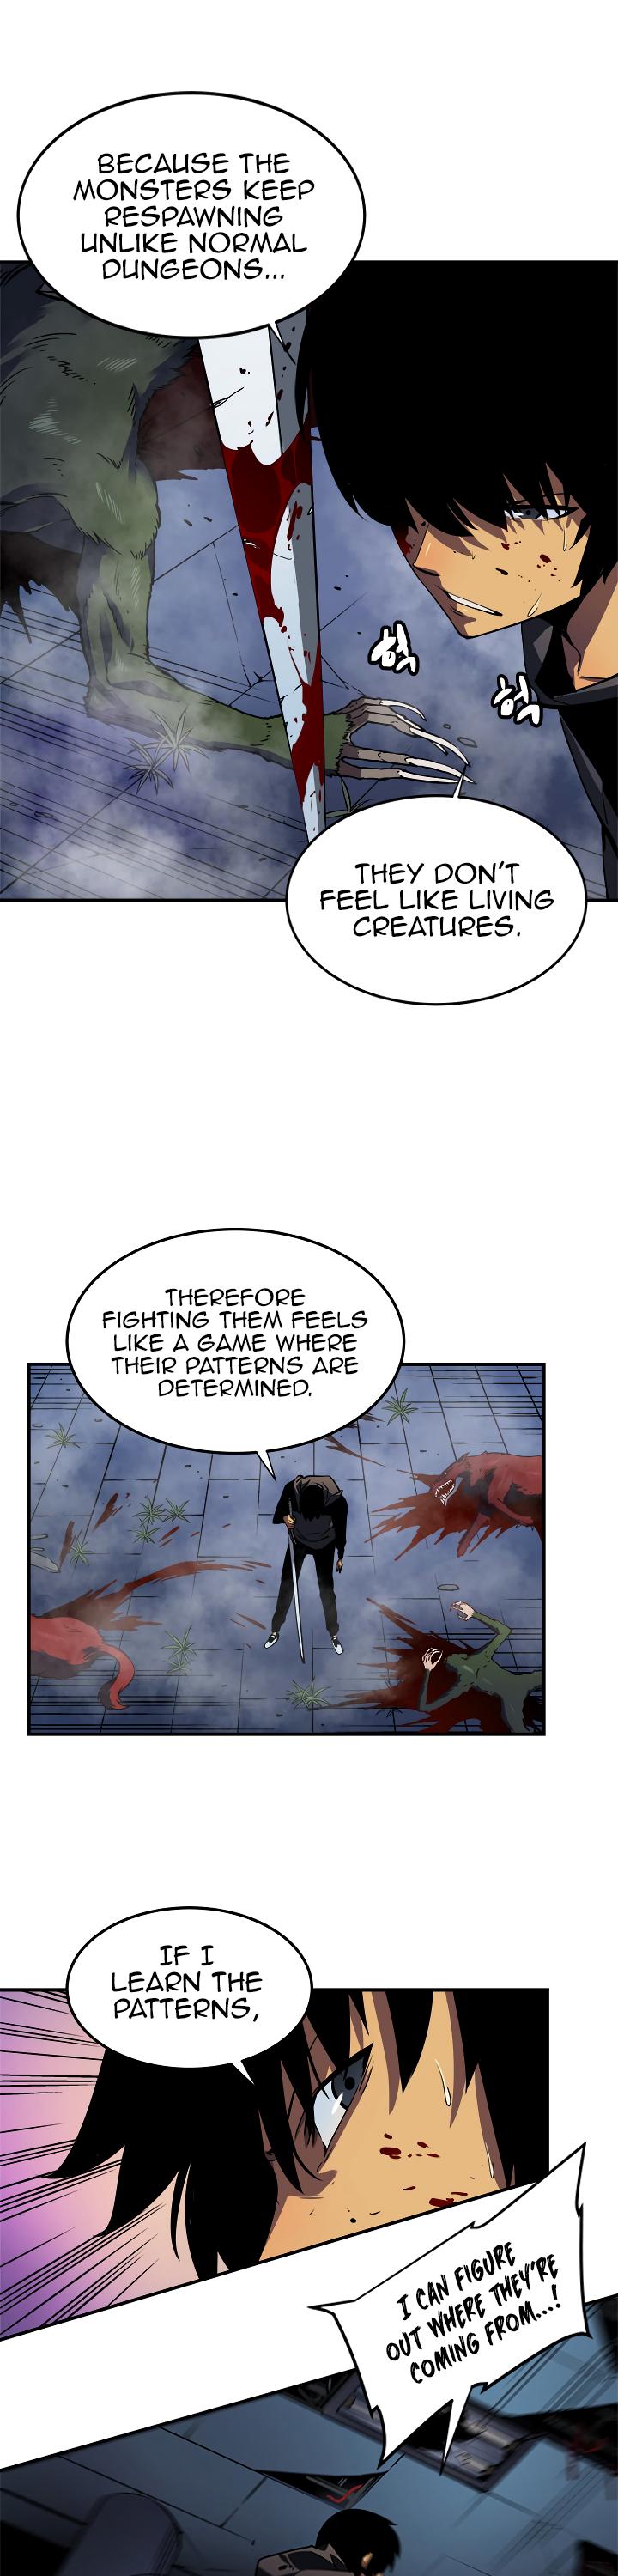 BECAUSE THE
MONSTERS KEEP
RESPAWNING
UNLIKE NORMAL
DUNGEONS...
헉
헉
THEY DON'T
FEEL LIKE LIVING
CREATURES.
THEREFORE
FIGHTING THEM FEELS
LIKE A GAME WHERE
THEIR PATTERNS ARE
DETERMINED.
IF I
LEARN THE
PATTERNS,
I CAN FIGURE
OUT WHERE THEY'RE
COMING FROM...!